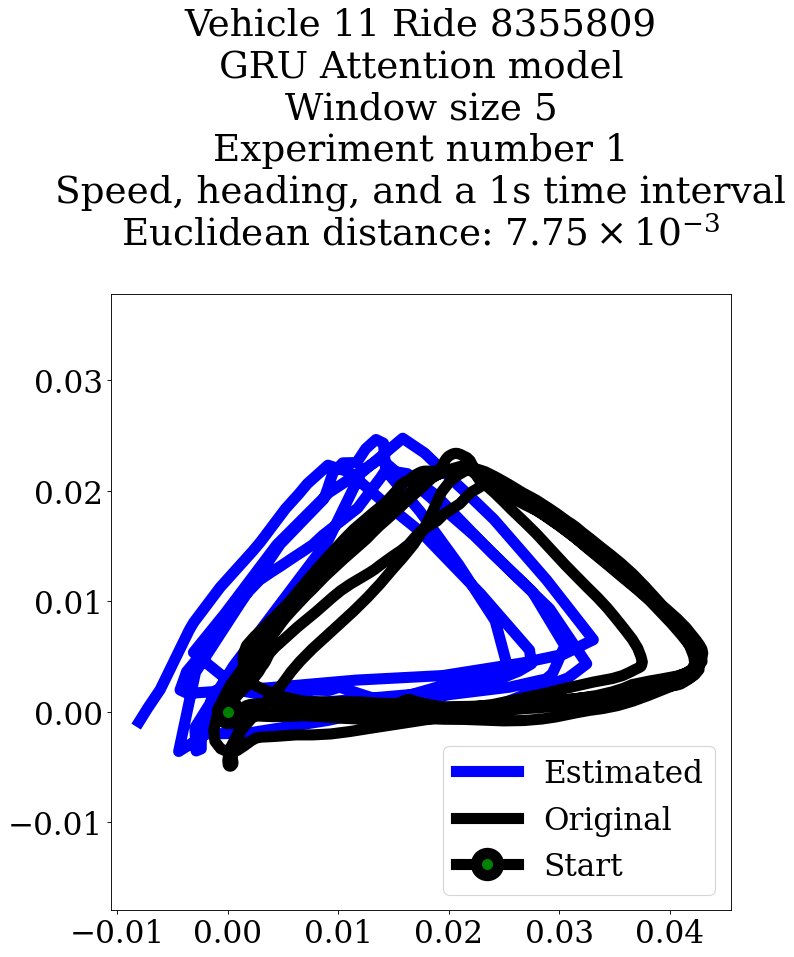 Vehicle 11 Ride 8355809
GRU Attention model
Window size 5
Experiment number 1
Speed, heading, and a 1s time interval
Euclidean distance: 7.75 × 10⁻³
0.03
0.02
0.01
0.00
−0.01
Estimated
Original
Start
−0.01 0.00 0.01 0.02 0.03 0.04